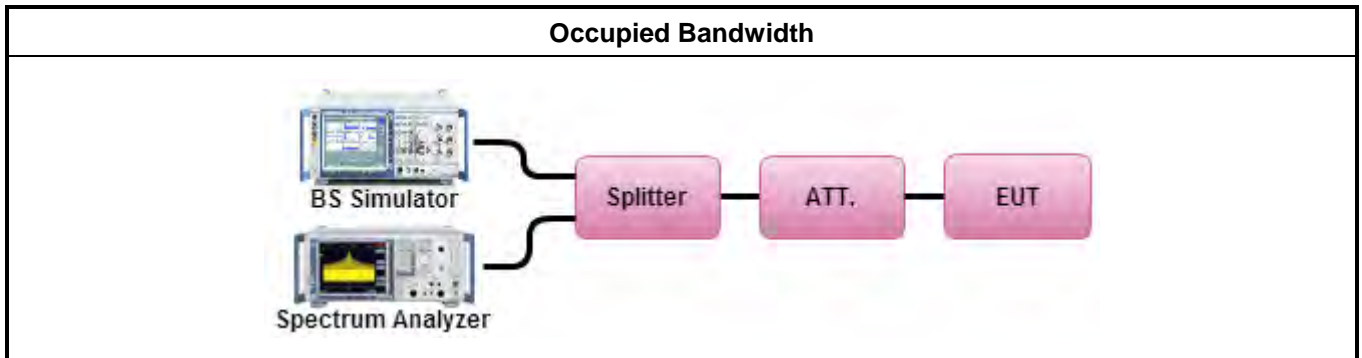 Occupied Bandwidth
BS Simulator
Splitter
ATT.
EUT
Spectrum Analyzer